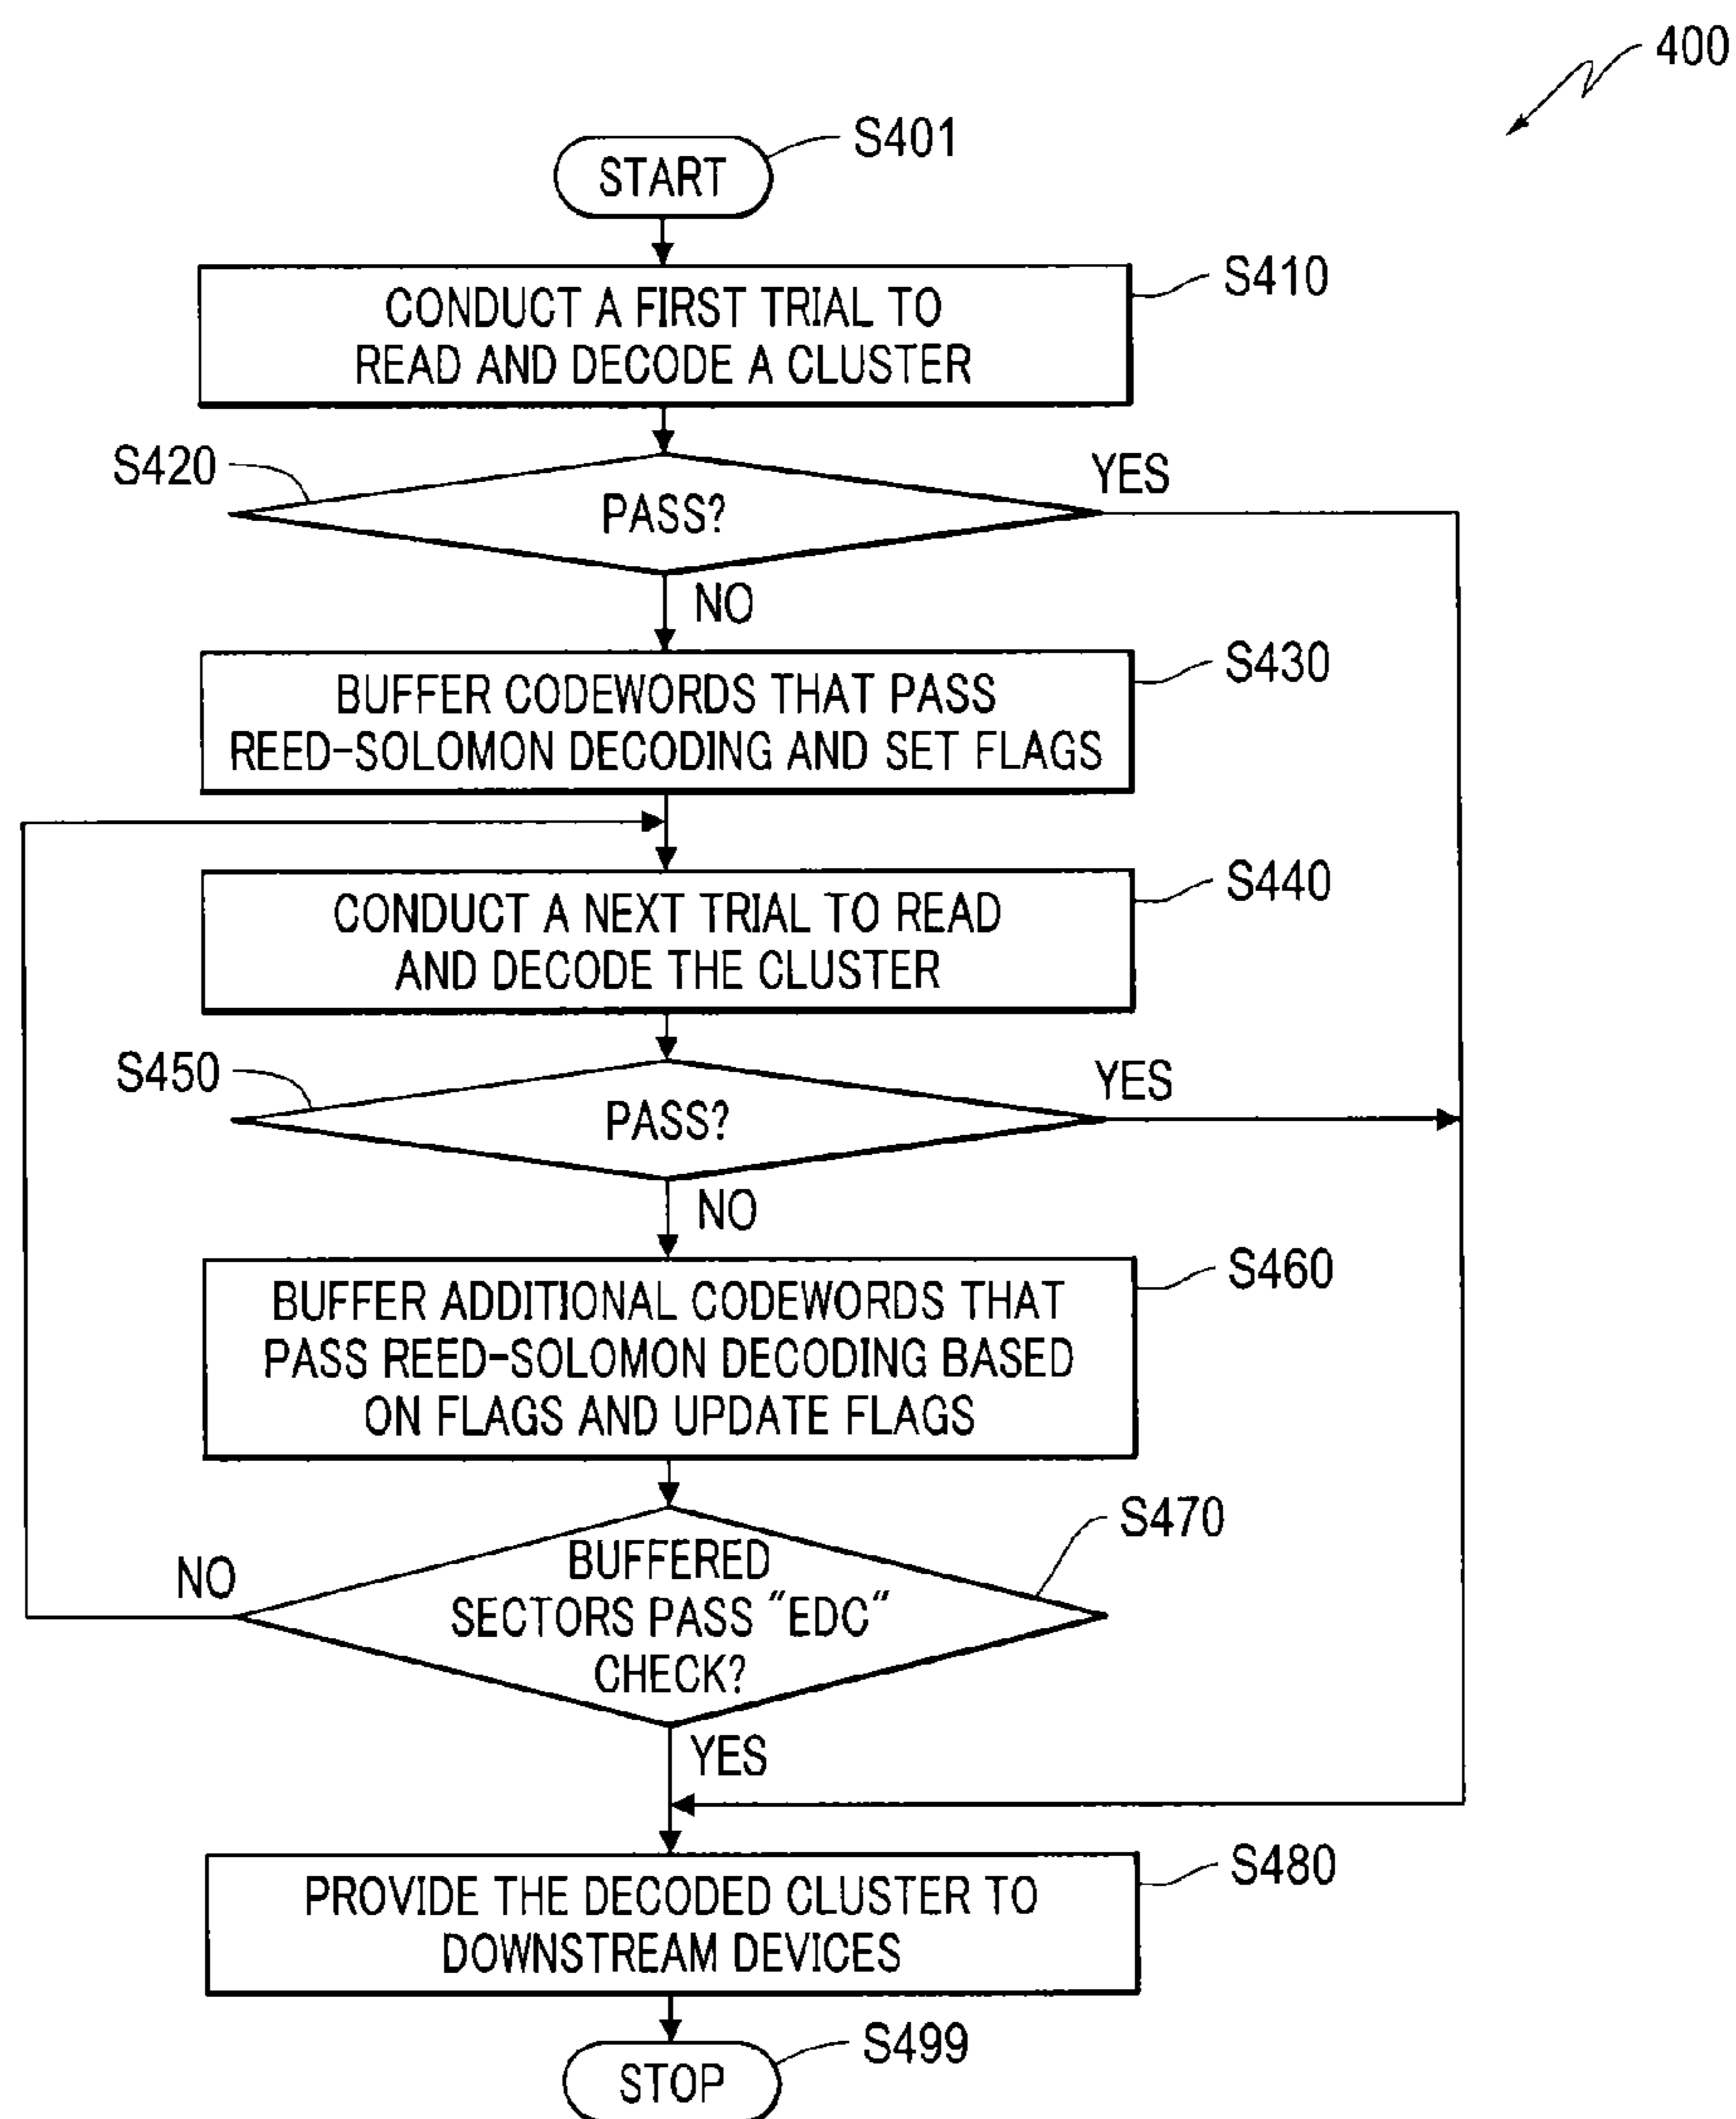 400
START
S401
CONDUCT A FIRST TRIAL TO
READ AND DECODE A CLUSTER
S410
S420
PASS?
YES
NO
BUFFER CODEWORDS THAT PASS
REED-SOLOMON DECODING AND SET FLAGS
S430
CONDUCT A NEXT TRIAL TO READ
AND DECODE THE CLUSTER
S440
S450
PASS?
YES
NO
BUFFER ADDITIONAL CODEWORDS THAT
PASS REED-SOLOMON DECODING BASED
ON FLAGS AND UPDATE FLAGS
S460
BUFFERED
SECTORS PASS "EDC"
CHECK?
S470
NO
YES
PROVIDE THE DECODED CLUSTER TO
DOWNSTREAM DEVICES
S480
STOP
S499